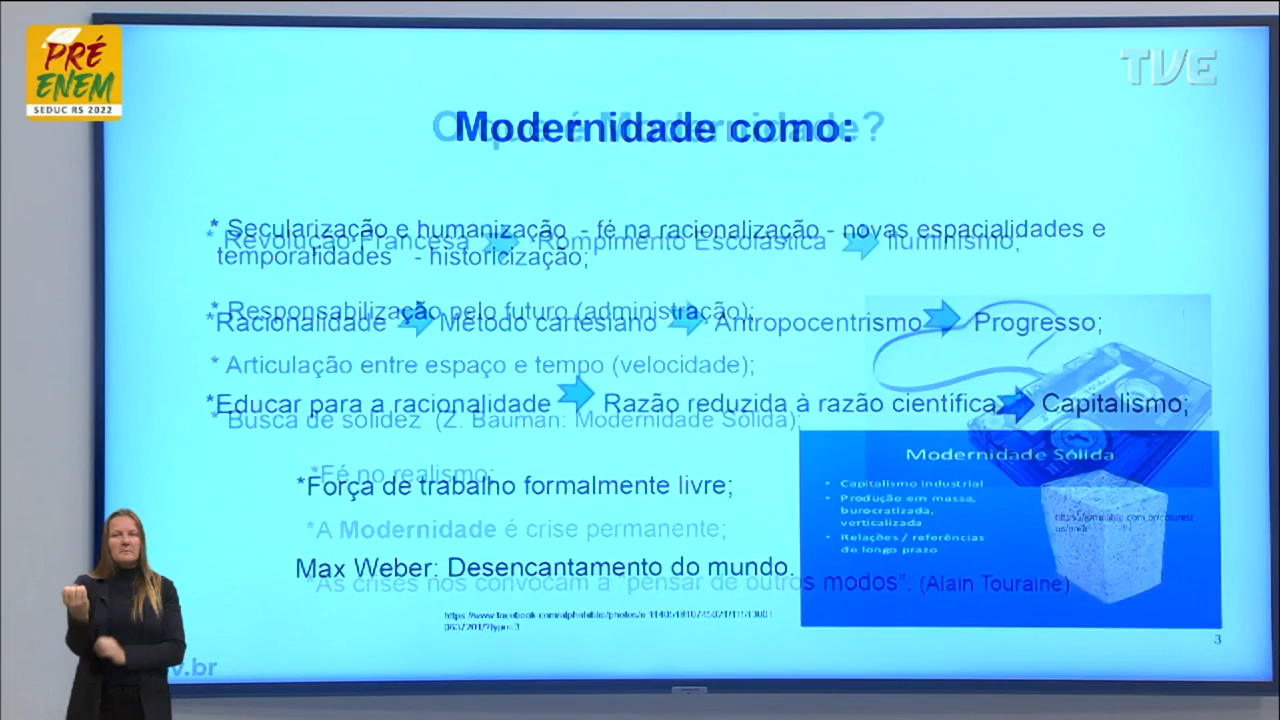 PRÉ
ENEM
SEDUC RS 2022
TVE
O que é Modernidade?
Modernidade como:
* Secularização e humanização - fé na racionalização - novas espacialidades e
temporalidades - historicização;
* Revolução Francesa Rompimento Escolástica Iluminismo;
* Responsabilização pelo futuro (administração);
*Racionalidade Método cartesiano Antropocentrismo Progresso;
* Articulação entre espaço e tempo (velocidade);
*Educar para a racionalidade Razão reduzida à razão científica Capitalismo;
* Busca de solidez (Z. Bauman: Modernidade Sólida);
Modernidade Sólida
• Capitalismo industrial
• Produção em massa,
burocratizada,
verticalizada
• Relações / referências
de longo prazo
*Fé no realismo;
*Força de trabalho formalmente livre;
*A Modernidade é crise permanente;
Max Weber: Desencantamento do mundo.
*As crises nos convocam a "pensar de outros modos". (Alain Touraine)
3
v.br